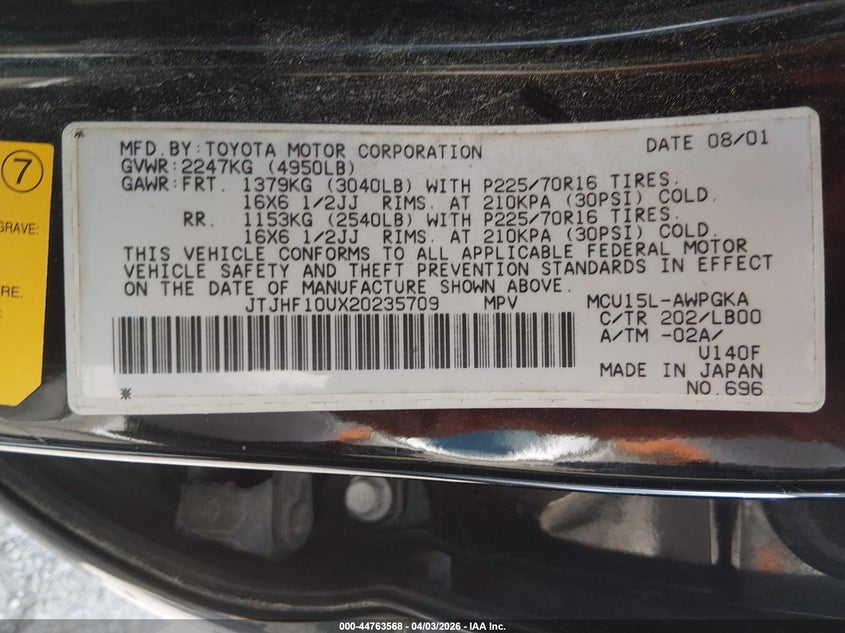 7
GRAVE:
MFD.BY:TOYOTA MOTOR CORPORATION DATE 08/01
GVWR:2247KG (4950LB)
GAWR:FRT. 1379KG (3040LB) WITH P225/70R16 TIRES.
16X6 1/2JJ RIMS. AT 210KPA (30PSI) COLD.
RR. 1153KG (2540LB) WITH P225/70R16 TIRES.
16X6 1/2JJ RIMS. AT 210KPA (30PSI) COLD.
THIS VEHICLE CONFORMS TO ALL APPLICABLE FEDERAL MOTOR
VEHICLE SAFETY AND THEFT PREVENTION STANDARDS IN EFFECT
ON THE DATE OF MANUFACTURE SHOWN ABOVE.
JTJHF10UX20235709 MPV MCU15L-AWPGKA
C/TR 202/LB00
A/TM -02A/
U140F
MADE IN JAPAN
* NO.696
000-44763568 04/03/2026 IAA Inc.